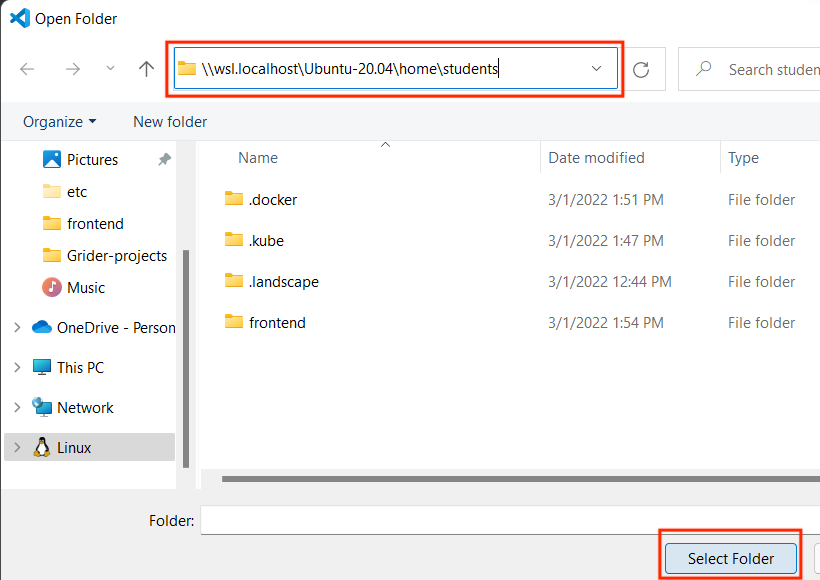 Open Folder
\\wsl.localhost\Ubuntu-20.04\home\students
Search studen
Organize
New folder
Name
Date modified
Type
Pictures
etc
frontend
Grider-projects
Music
OneDrive - Person
This PC
Network
Linux
.docker 3/1/2022 1:51 PM File folder
.kube 3/1/2022 1:47 PM File folder
.landscape 3/1/2022 12:44 PM File folder
frontend 3/1/2022 1:54 PM File folder
Folder:
Select Folder